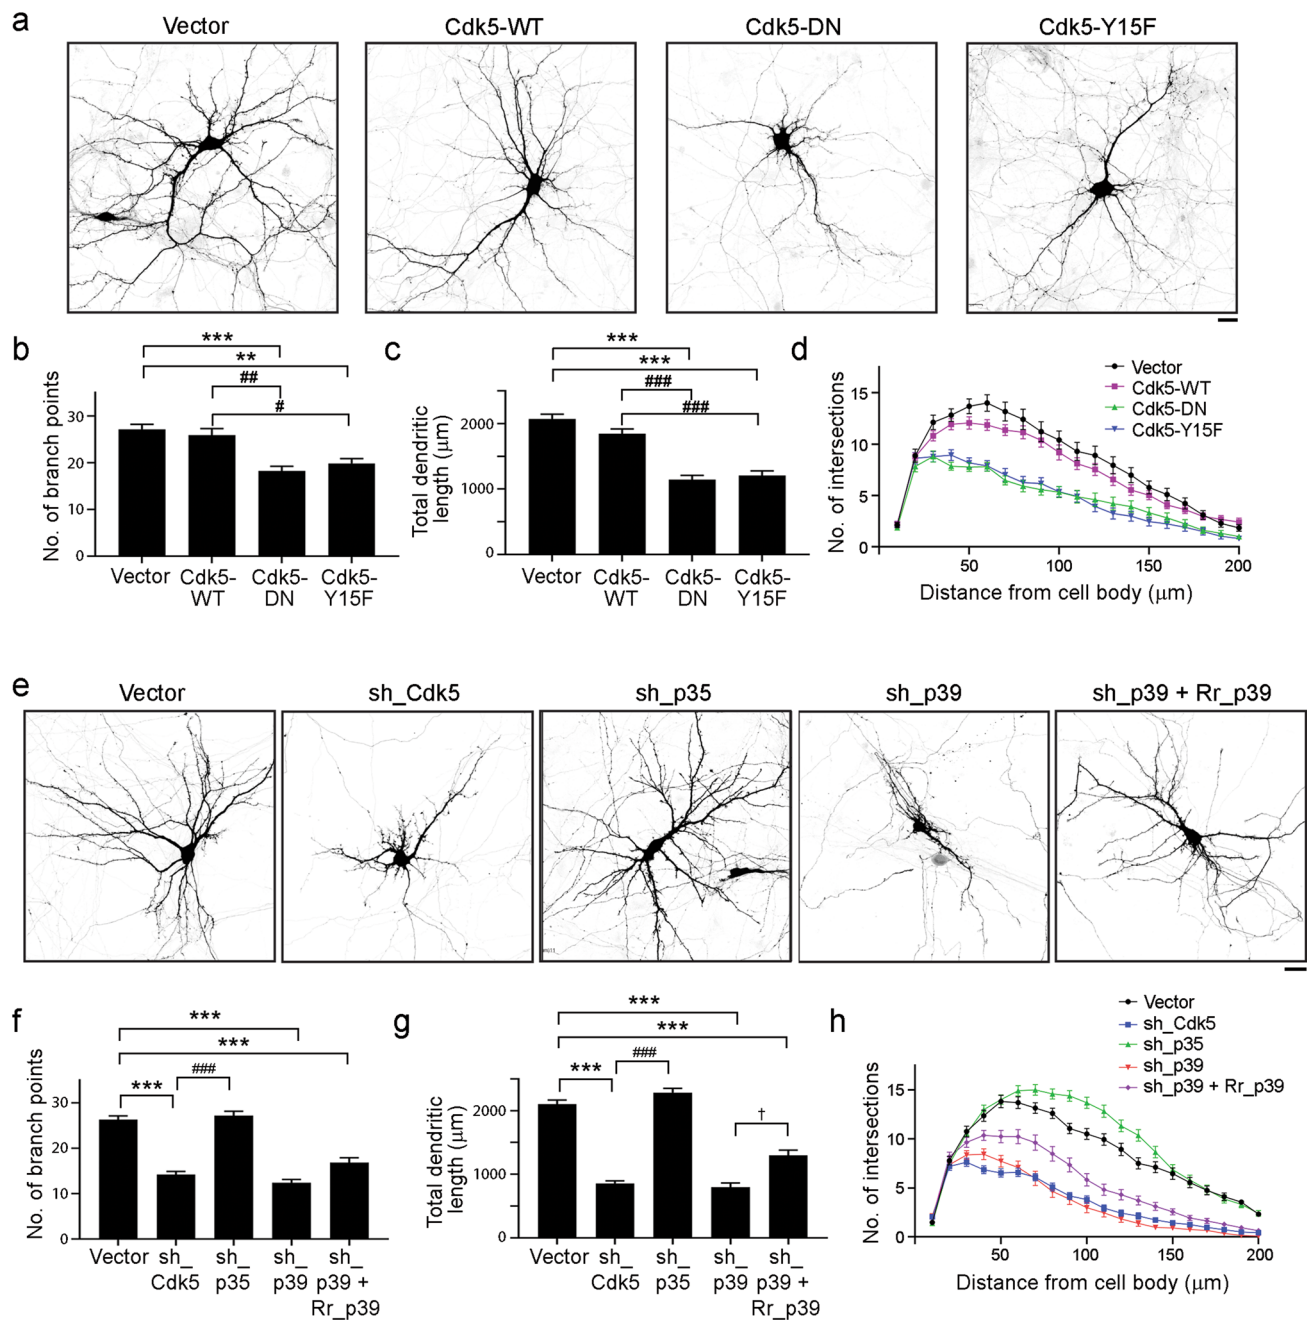 a
Vector
Cdk5-WT
Cdk5-DN
Cdk5-Y15F
b
***
**
##
#
No. of branch points
30
20
10
0
Vector
Cdk5-
WT
Cdk5-
DN
Cdk5-
Y15F
c
***
***
###
###
Total dendritic
length (μm)
2000
1000
0
Vector
Cdk5-
WT
Cdk5-
DN
Cdk5-
Y15F
d
Vector
Cdk5-WT
Cdk5-DN
Cdk5-Y15F
No. of intersections
15
10
5
0
50
100
150
200
Distance from cell body (μm)
e
Vector
sh_Cdk5
sh_p35
sh_p39
sh_p39 + Rr_p39
f
***
***
***
###
No. of branch points
30
20
10
0
Vector
sh_
Cdk5
sh_
p35
sh_
p39
sh_
p39 +
Rr_p39
g
***
***
***
###
†
Total dendritic
length (μm)
2000
1000
0
Vector
sh_
Cdk5
sh_
p35
sh_
p39
sh_
p39 +
Rr_p39
h
Vector
sh_Cdk5
sh_p35
sh_p39
sh_p39 + Rr_p39
No. of intersections
15
10
5
0
50
100
150
200
Distance from cell body (μm)